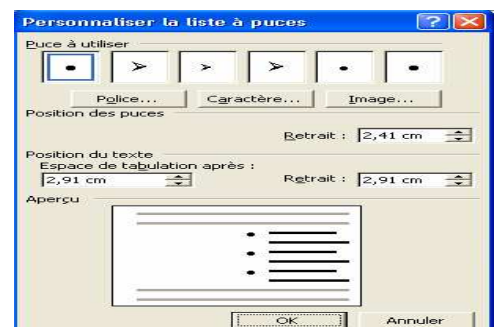 Personnaliser la liste à puces
Puce à utiliser
Police... Caractère... Image...
Position des puces
Retrait : 2,41 cm
Position du texte
Espace de tabulation après :
2,91 cm Retrait : 2,91 cm
Aperçu
OK Annuler